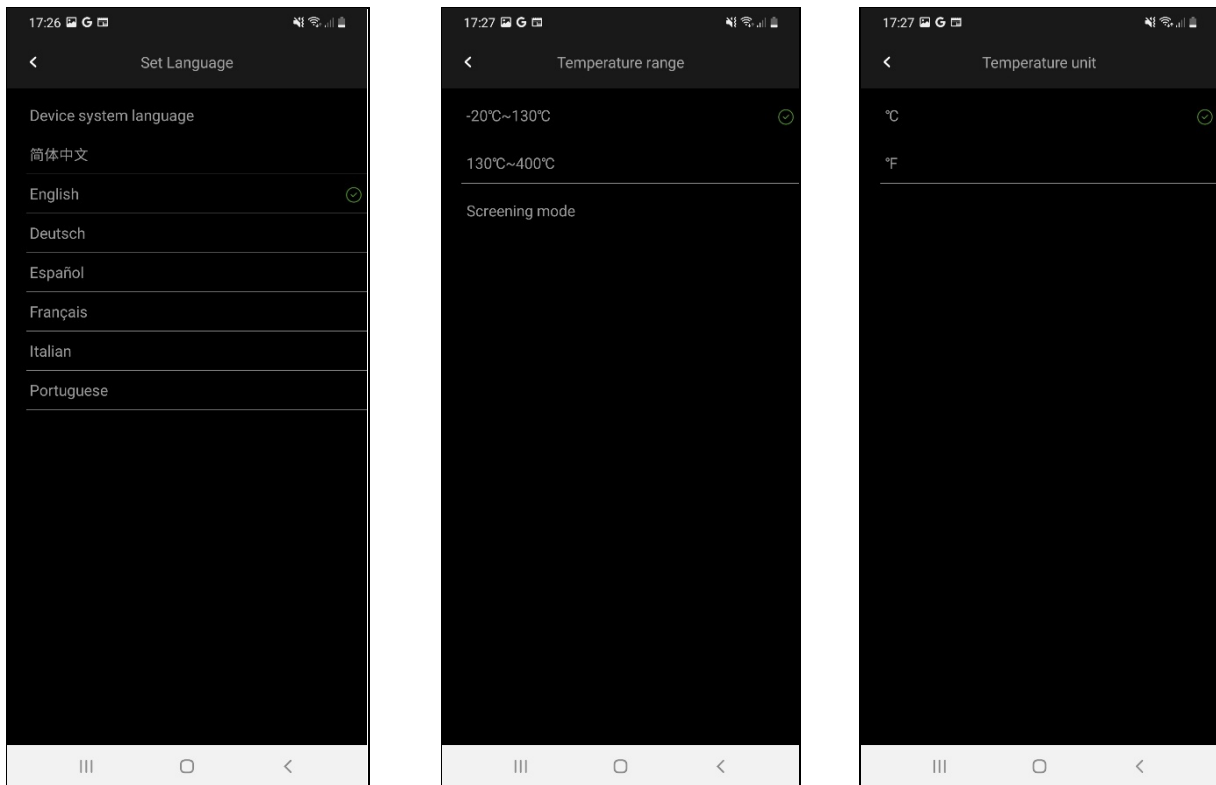 17:26 G
Set Language
Device system language
简体中文
English
Deutsch
Español
Français
Italian
Portuguese
17:27 G
Temperature range
-20℃~130℃
130℃~400℃
Screening mode
17:27 G
Temperature unit
℃
℉